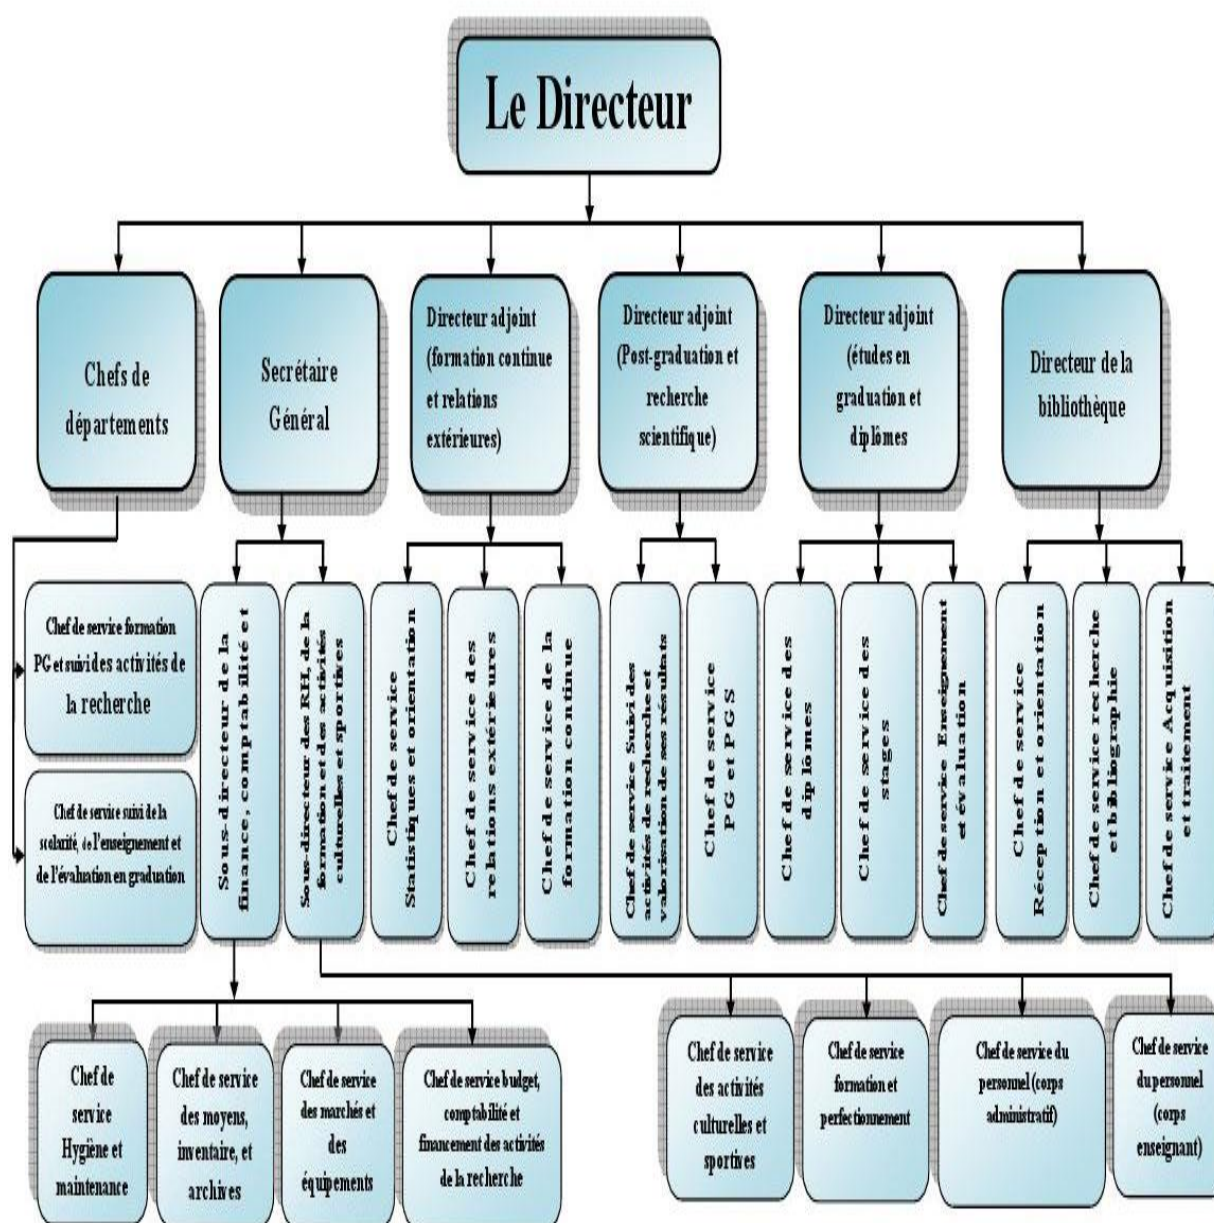 Le Directeur
Chefs de
départements
Secrétaire
Général
Directeur adjoint
(formation continue
et relations
extérieures)
Directeur adjoint
(Post-graduation et
recherche
scientifique)
Directeur adjoint
(études en
graduation et
diplômes
Directeur de la
bibliothèque
Chef de service formation
PG et suivi des activités de
la recherche
Chef de service suivi de la
scolarité, de l'enseignement et
de l'évaluation en graduation
Sous-directeur de la
finance, comptabilité et
Sous-directeur des RH, de la
formation et des activités
culturelles et sportives
Chef de service
Statistiques et orientation
Chef de service des
relations extérieures
Chef de service de la
formation continue
Chef de service Suivi des
activités de recherche et
valorisation de ses résultats
Chef de service
PG et PGS
Chef de service des
diplômes
Chef de service des
stages
Chef de service Enseignement
et évaluation
Chef de service
Réception et orientation
Chef de service recherche
et bibliographie
Chef de service Acquisition
et traitement
Chef de
service
Hygiène et
maintenance
Chef de service
des moyens,
inventaire, et
archives
Chef de service
des marchés et
des
équipements
Chef de service budget,
comptabilité et
financement des activités
de la recherche
Chef de service
des activités
culturelles et
sportives
Chef de service
formation et
perfectionnement
Chef de service du
personnel (corps
administratif)
Chef de service
du personnel
(corps
enseignant)